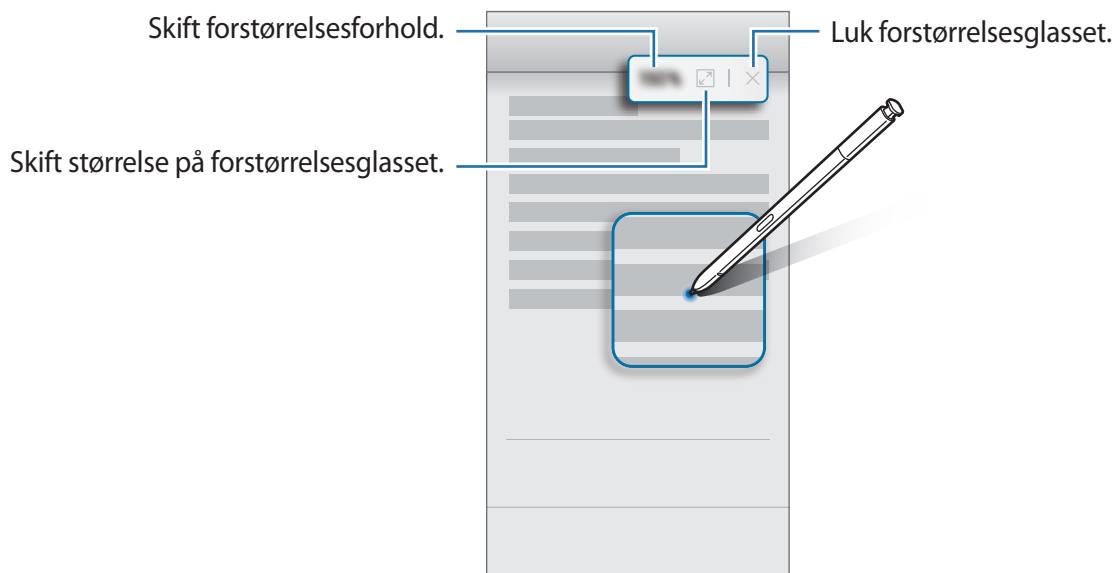 Skift forstørrelsesforhold.
Luk forstørrelsesglasset.
Skift størrelse på forstørrelsesglasset.